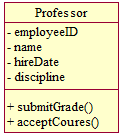 Professor
- employeeID
- name
- hireDate
- discipline
+ submitGrade()
+ acceptCoures()